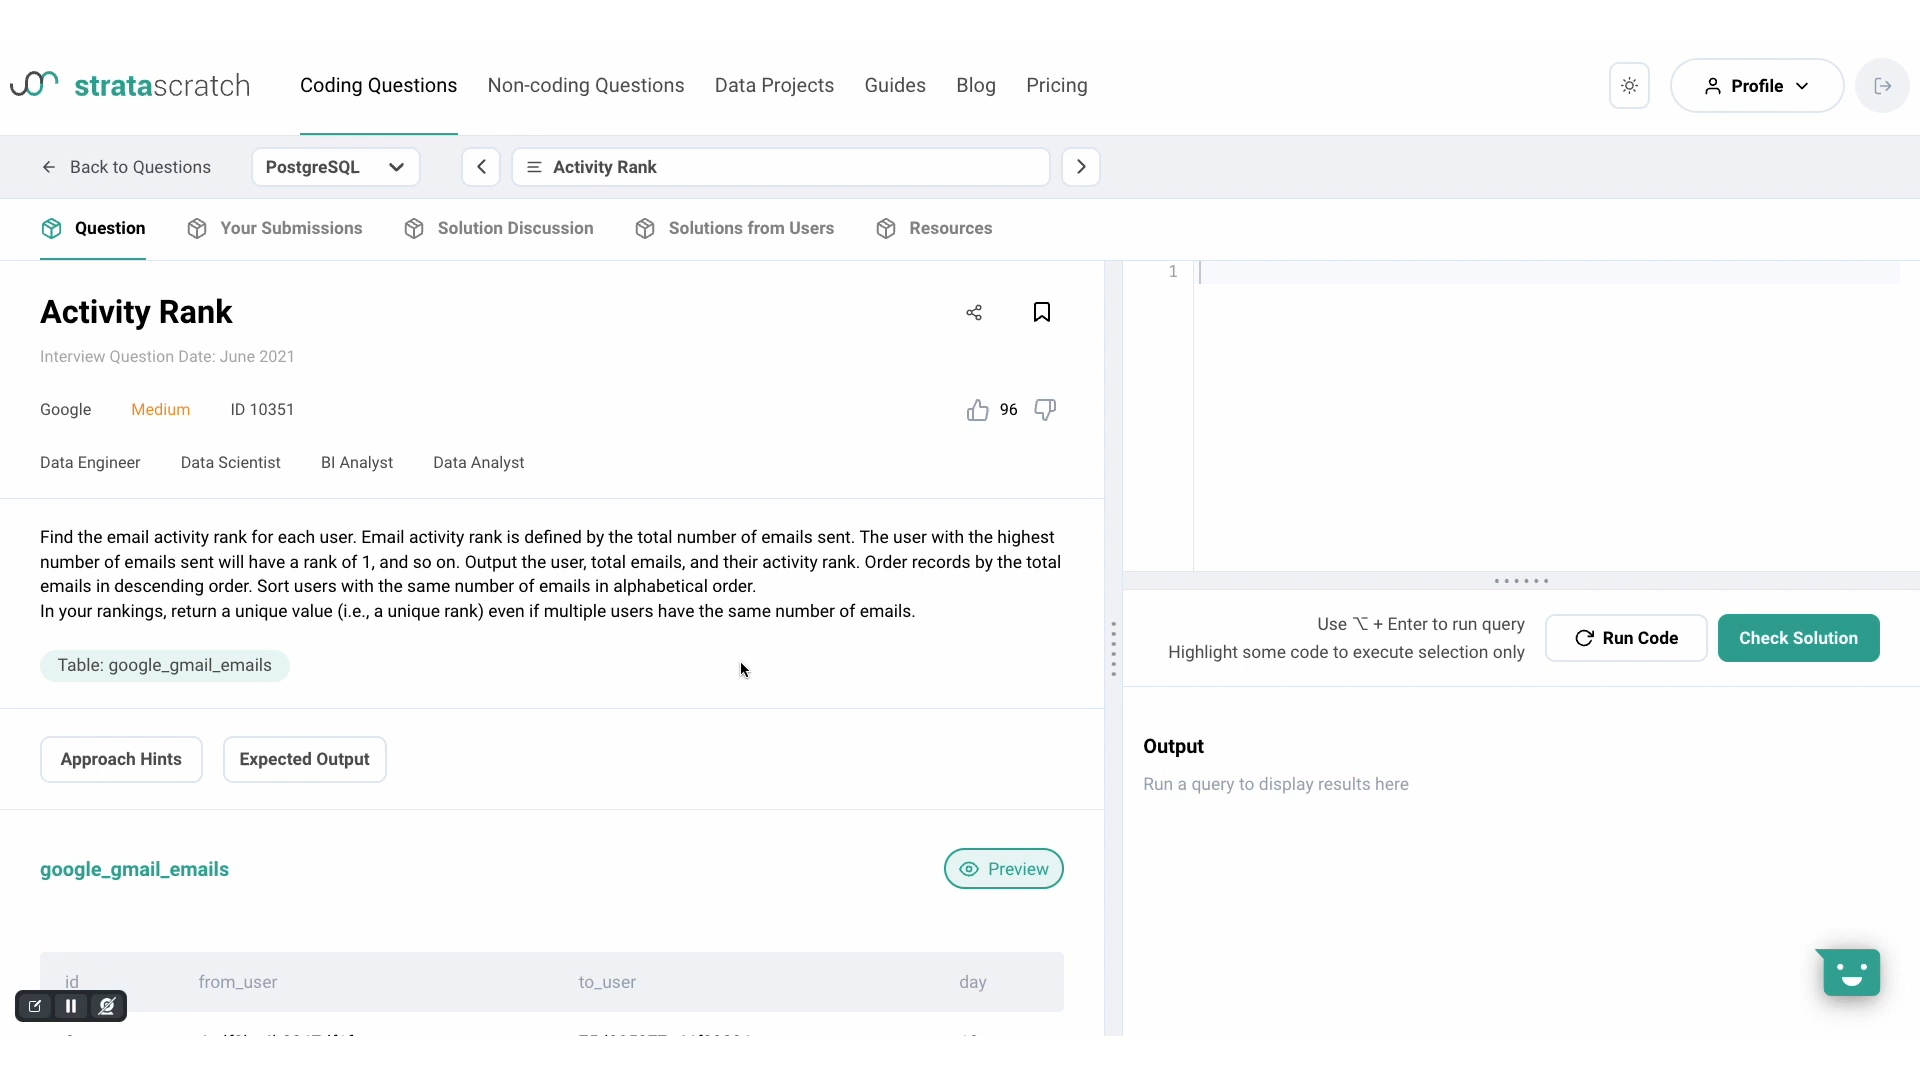 stratascratch
Coding Questions
Non-coding Questions
Data Projects
Guides
Blog
Pricing
Profile
Back to Questions
PostgreSQL
Activity Rank
Question
Your Submissions
Solution Discussion
Solutions from Users
Resources
Activity Rank
Interview Question Date: June 2021
Google
Medium
ID 10351
96
Data Engineer
Data Scientist
BI Analyst
Data Analyst
Find the email activity rank for each user. Email activity rank is defined by the total number of emails sent. The user with the highest
number of emails sent will have a rank of 1, and so on. Output the user, total emails, and their activity rank. Order records by the total
emails in descending order. Sort users with the same number of emails in alphabetical order.
In your rankings, return a unique value (i.e., a unique rank) even if multiple users have the same number of emails.
Table: google_gmail_emails
Approach Hints
Expected Output
google_gmail_emails
Preview
id
from_user
to_user
day
1
Use ⌥ + Enter to run query
Highlight some code to execute selection only
Run Code
Check Solution
Output
Run a query to display results here